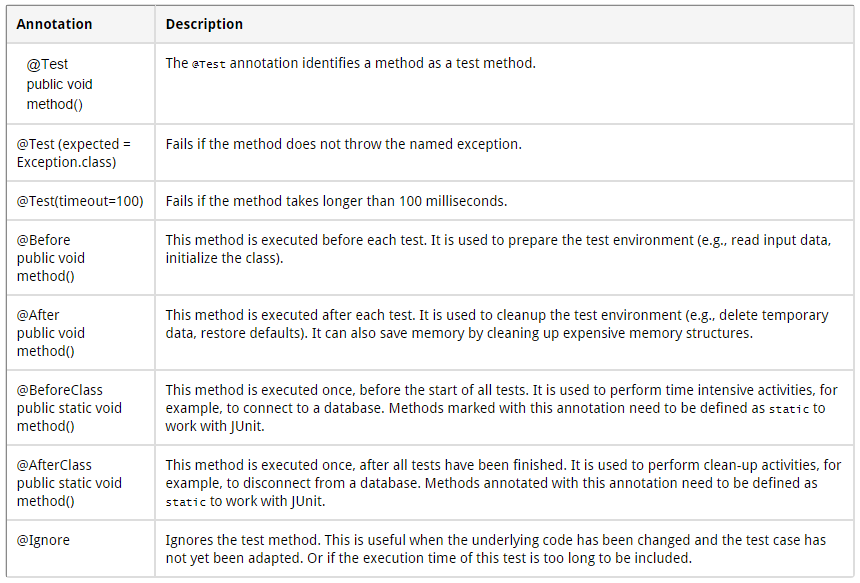 Annotation Description
@Test
public void
method()
The @Test annotation identifies a method as a test method.
@Test (expected =
Exception.class)
Fails if the method does not throw the named exception.
@Test(timeout=100)
Fails if the method takes longer than 100 milliseconds.
@Before
public void
method()
This method is executed before each test. It is used to prepare the test environment (e.g., read input data,
initialize the class).
@After
public void
method()
This method is executed after each test. It is used to cleanup the test environment (e.g., delete temporary
data, restore defaults). It can also save memory by cleaning up expensive memory structures.
@BeforeClass
public static void
method()
This method is executed once, before the start of all tests. It is used to perform time intensive activities, for
example, to connect to a database. Methods marked with this annotation need to be defined as static to
work with JUnit.
@AfterClass
public static void
method()
This method is executed once, after all tests have been finished. It is used to perform clean-up activities, for
example, to disconnect from a database. Methods annotated with this annotation need to be defined as
static to work with JUnit.
@Ignore
Ignores the test method. This is useful when the underlying code has been changed and the test case has
not yet been adapted. Or if the execution time of this test is too long to be included.